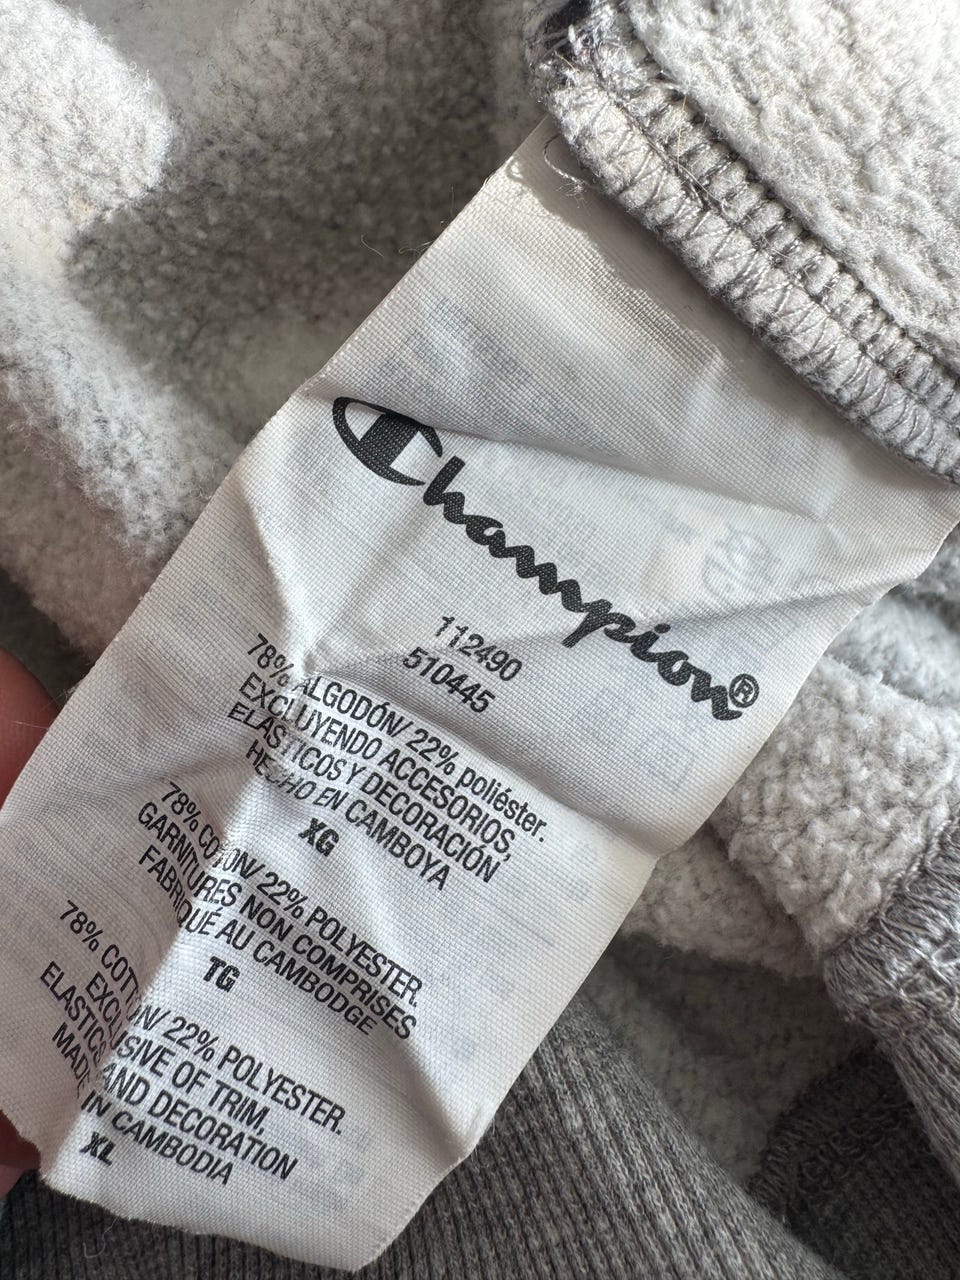 Champion®
112490
510445
78% ALGODÓN/ 22% poliéster.
EXCLUYENDO ACCESORIOS,
ELASTICOS Y DECORACIÓN
HECHO EN CAMBOYA
XG
78% COTON/ 22% POLYESTER.
GARNITURES NON COMPRISES
FABRIQUÉ AU CAMBODGE
TG
78% COTTON/ 22% POLYESTER.
EXCLUSIVE OF TRIM,
ELASTICS AND DECORATION
MADE IN CAMBODIA
XL